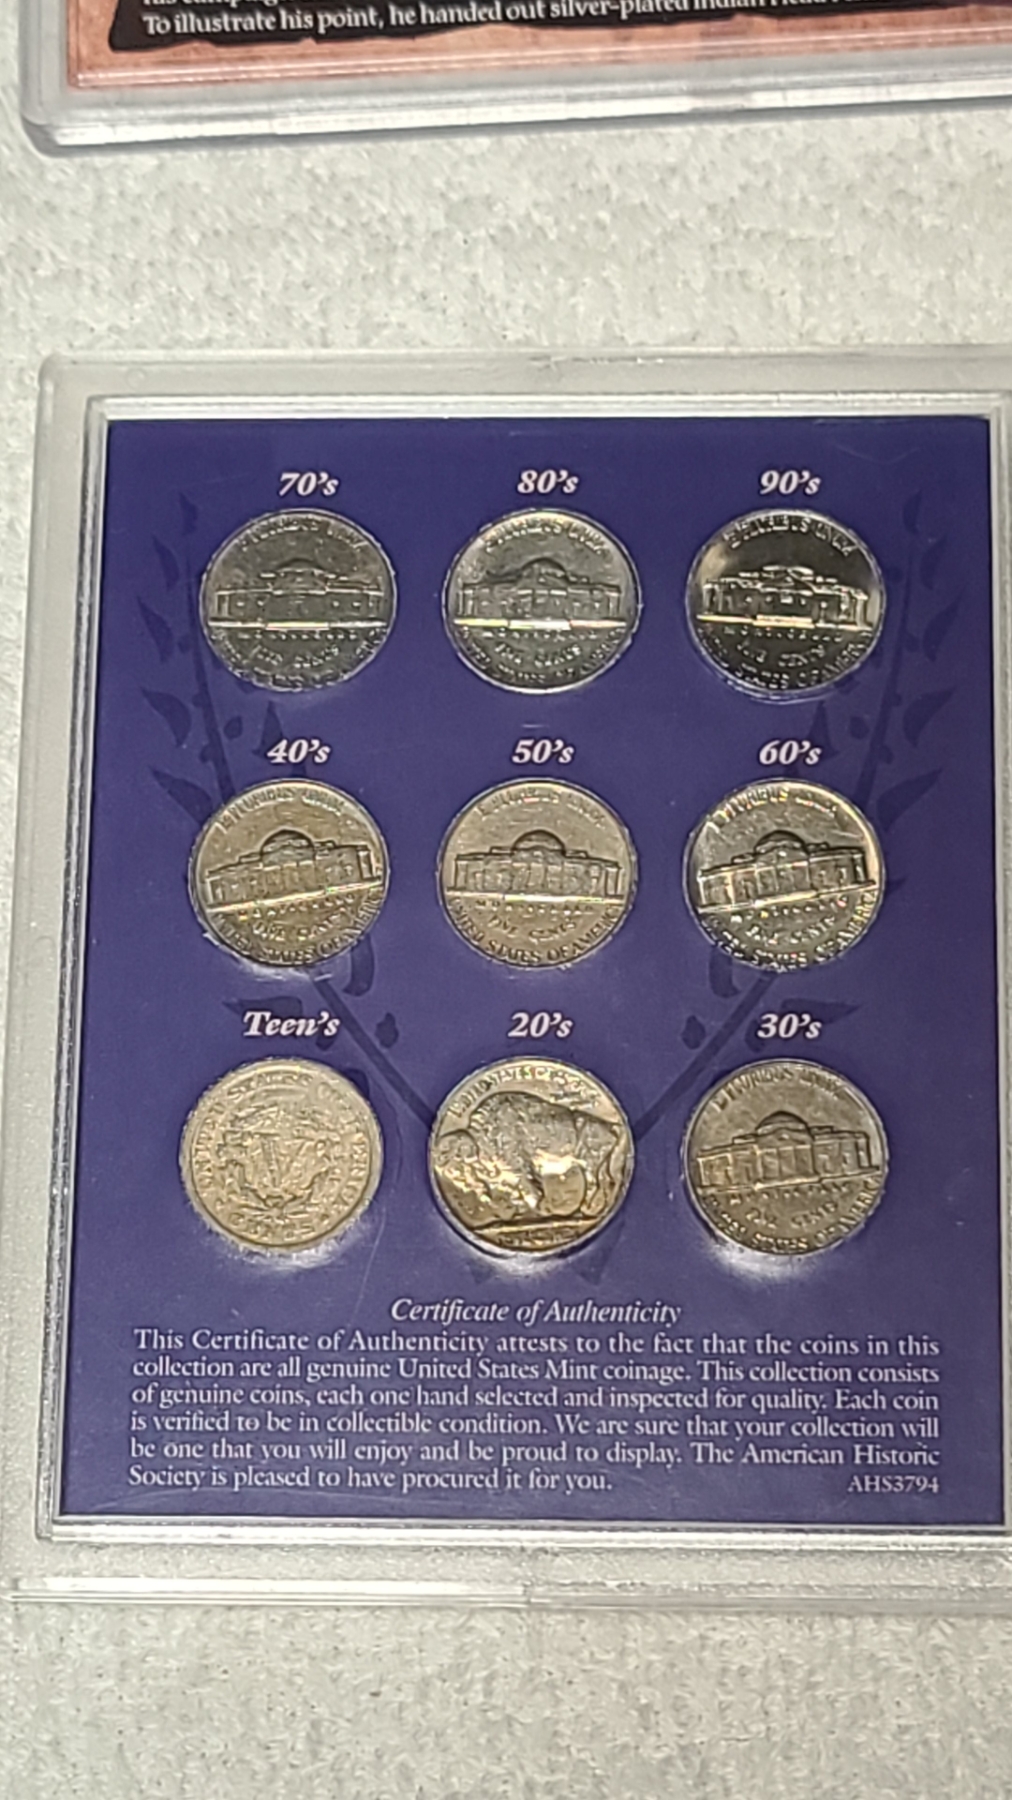 To illustrate his point, he handed out silver-plated Indian Head
70's 80's 90's
40's 50's 60's
Teen's 20's 30's
Certificate of Authenticity
This Certificate of Authenticity attests to the fact that the coins in this
collection are all genuine United States Mint coinage. This collection consists
of genuine coins, each one hand selected and inspected for quality. Each coin
is verified to be in collectible condition. We are sure that your collection will
be one that you will enjoy and be proud to display. The American Historic
Society is pleased to have procured it for you. AHS3794